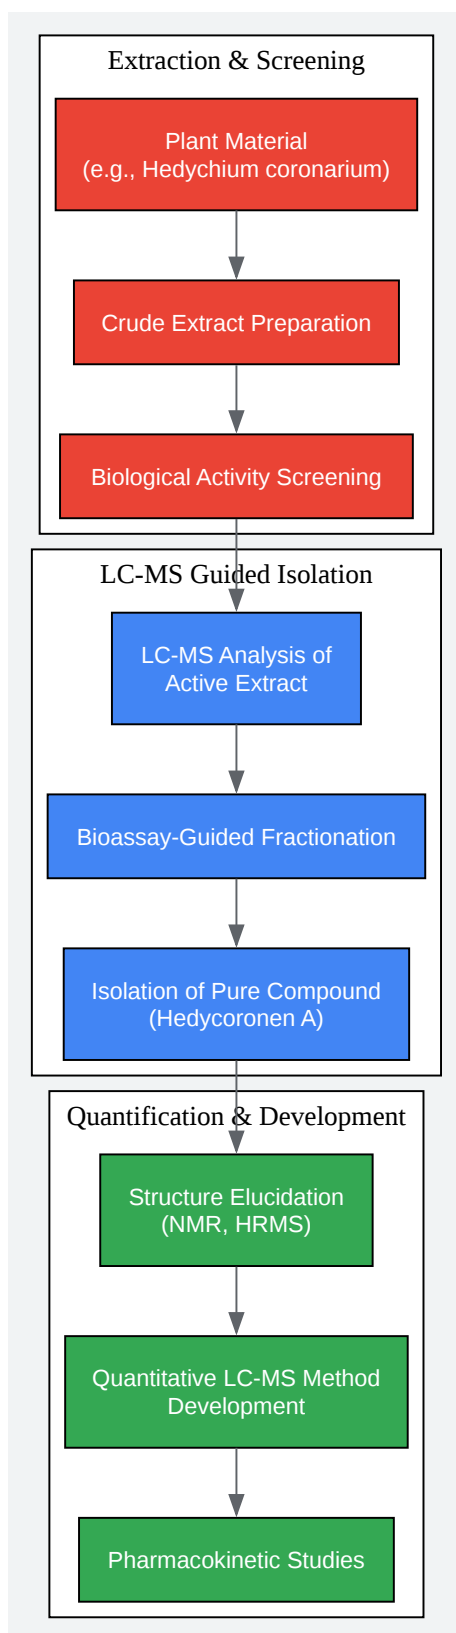 Extraction & Screening
Plant Material
(e.g., Hedychium coronarium)
Crude Extract Preparation
Biological Activity Screening
LC-MS Guided Isolation
LC-MS Analysis of
Active Extract
Bioassay-Guided Fractionation
Isolation of Pure Compound
(Hedycoronen A)
Quantification & Development
Structure Elucidation
(NMR, HRMS)
Quantitative LC-MS Method
Development
Pharmacokinetic Studies